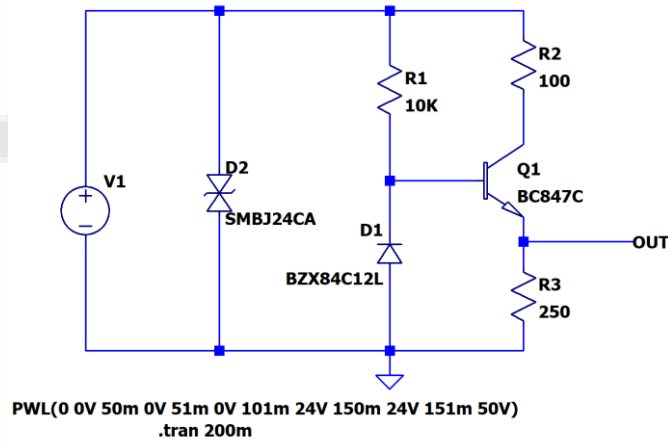 R2
100
R1
10K
D2
V1
Q1
BC847C
SMBJ24CA
D1
OUT
BZX84C12L
R3
250
PWL(0 0V 50m 0V 51m 0V 101m 24V 150m 24V 151m 50V)
.tran 200m